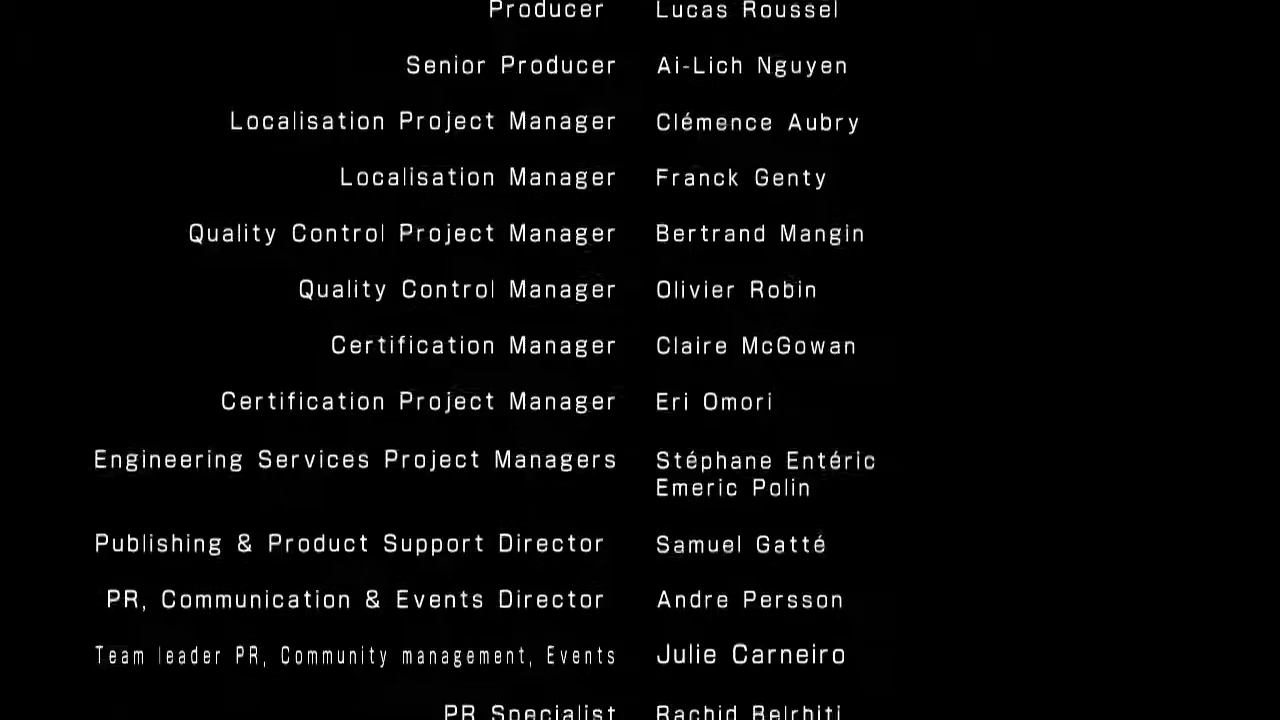 Producer Lucas Roussel
Senior Producer Ai-Lich Nguyen
Localisation Project Manager Clémence Aubry
Localisation Manager Franck Genty
Quality Control Project Manager Bertrand Mangin
Quality Control Manager Olivier Robin
Certification Manager Claire McGowan
Certification Project Manager Eri Omori
Engineering Services Project Managers Stéphane Entéric
Emeric Polin
Publishing & Product Support Director Samuel Gatté
PR, Communication & Events Director Andre Persson
Team leader PR, Community management, Events Julie Carneiro
PR Specialist Rachid Belrhiti